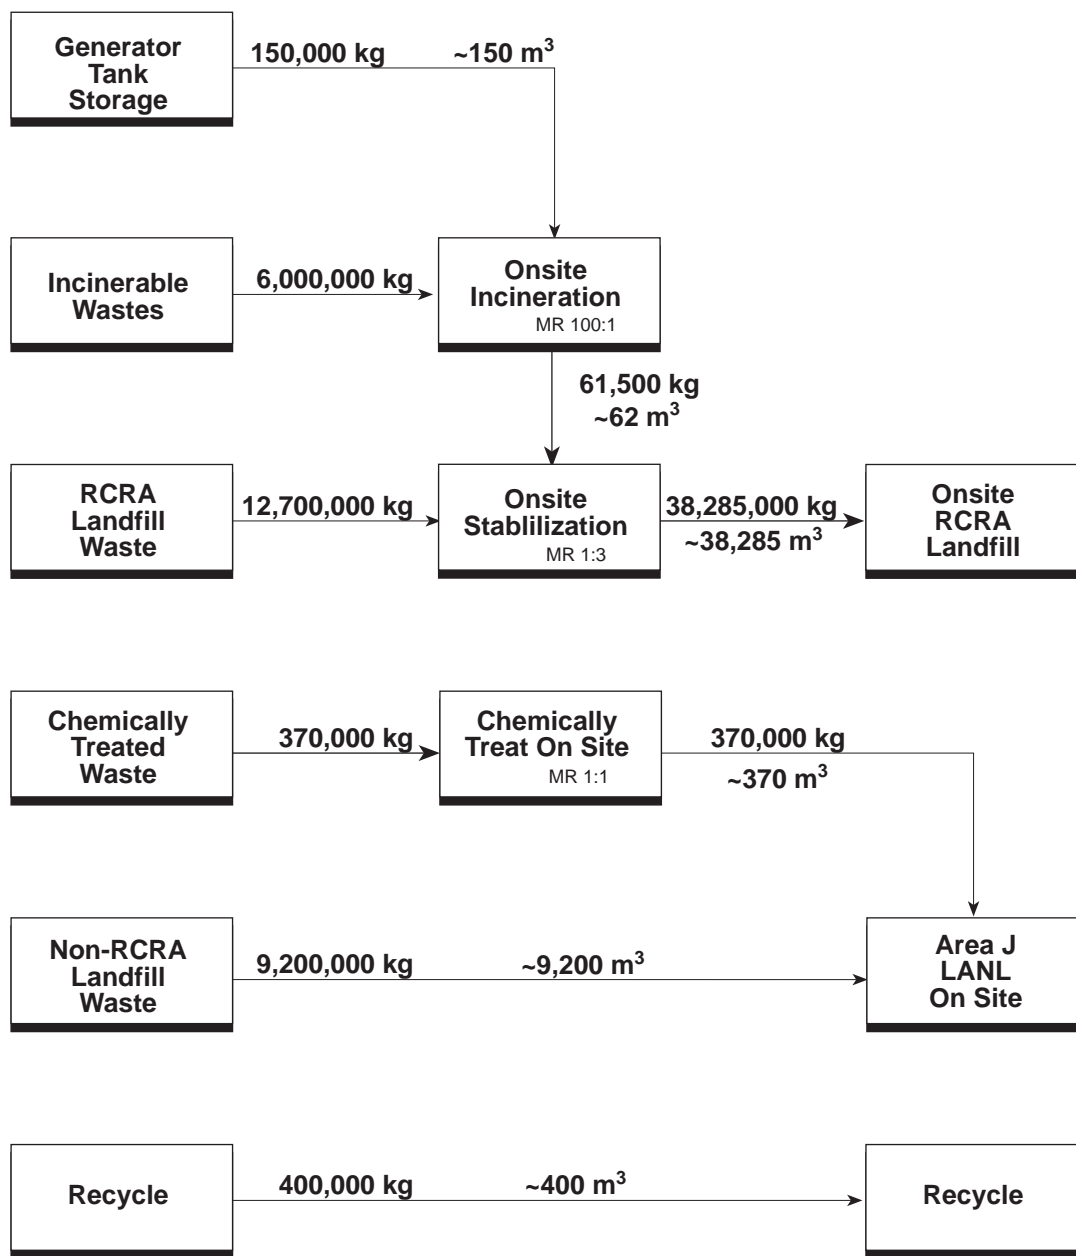 Generator
Tank
Storage
150,000 kg
~150 m³
Incinerable
Wastes
6,000,000 kg
Onsite
Incineration
MR 100:1
61,500 kg
~62 m³
RCRA
Landfill
Waste
12,700,000 kg
Onsite
Stablilization
MR 1:3
38,285,000 kg
~38,285 m³
Onsite
RCRA
Landfill
Chemically
Treated
Waste
370,000 kg
Chemically
Treat On Site
MR 1:1
370,000 kg
~370 m³
Non-RCRA
Landfill
Waste
9,200,000 kg
~9,200 m³
Area J
LANL
On Site
Recycle
400,000 kg
~400 m³
Recycle